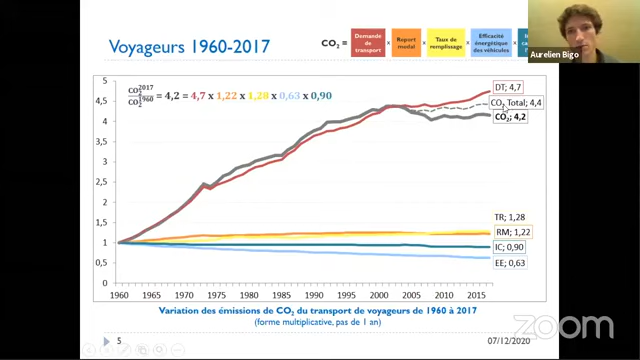 Voyageurs 1960-2017
CO₂ =
Demande
de
transport
x
Report
modal
x
Taux de
remplissage
x
Efficacité
énergétique
des véhicules
x
Aurelien Bigo
CO₂²⁰¹⁷
CO₂¹⁹⁶⁰
= 4,2 = 4,7 x 1,22 x 1,28 x 0,63 x 0,90
5
4,5
4
3,5
3
2,5
2
1,5
1
0,5
0
DT; 4,7
CO₂ Total; 4,4
CO₂; 4,2
TR; 1,28
RM; 1,22
IC; 0,90
EE; 0,63
1960 1965 1970 1975 1980 1985 1990 1995 2000 2005 2010 2015
Variation des émissions de CO₂ du transport de voyageurs de 1960 à 2017
(forme multiplicative, pas de 1 an)
5
07/12/2020
zoom